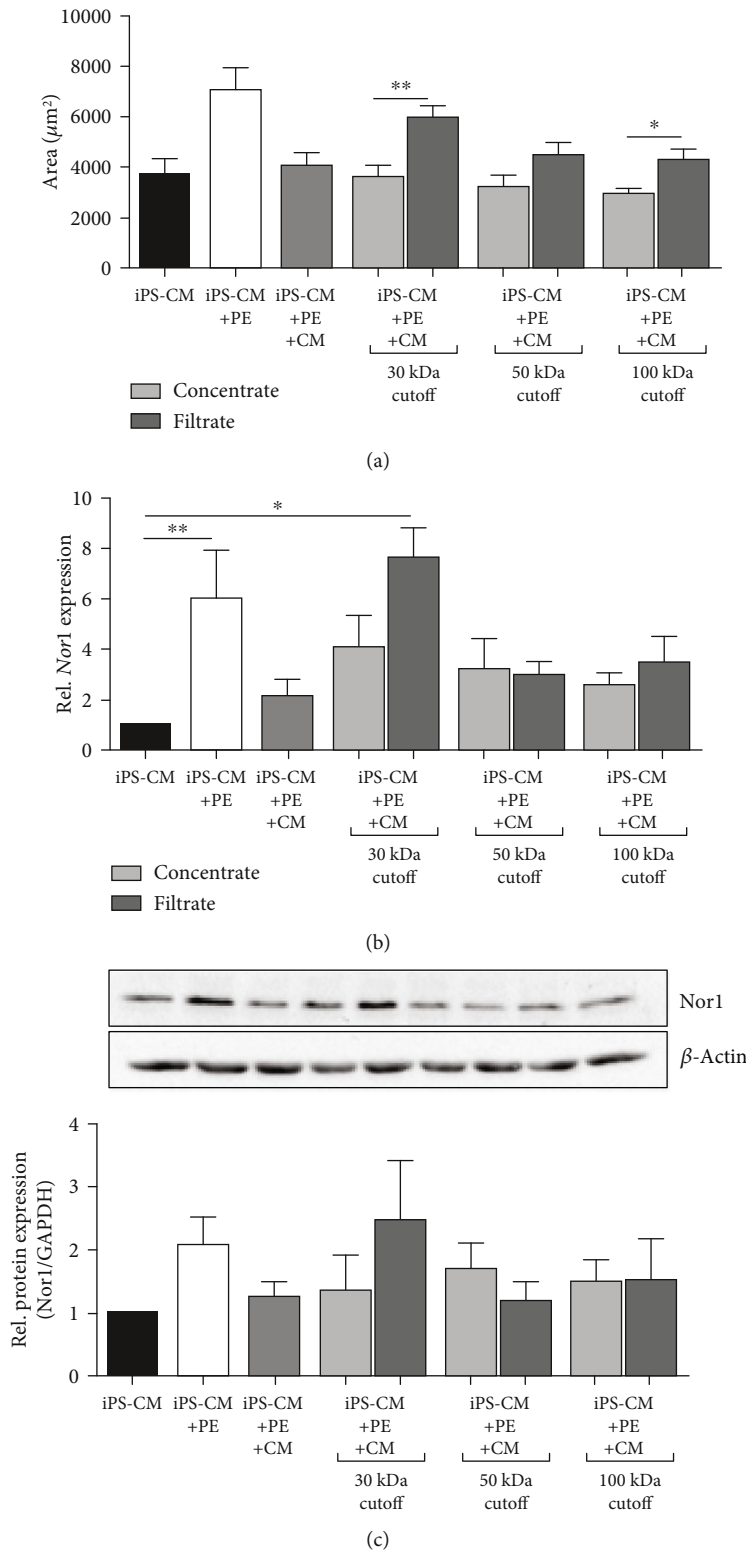 10000
8000
6000
4000
2000
0
Area (μm²)
**
*
iPS-CM
iPS-CM
+PE
iPS-CM
+PE
+CM
iPS-CM
+PE
+CM
30 kDa
cutoff
iPS-CM
+PE
+CM
50 kDa
cutoff
iPS-CM
+PE
+CM
100 kDa
cutoff
Concentrate
Filtrate
(a)
10
8
6
4
2
0
Rel. Nor1 expression
**
*
iPS-CM
iPS-CM
+PE
iPS-CM
+PE
+CM
iPS-CM
+PE
+CM
30 kDa
cutoff
iPS-CM
+PE
+CM
50 kDa
cutoff
iPS-CM
+PE
+CM
100 kDa
cutoff
Concentrate
Filtrate
(b)
Nor1
β-Actin
4
3
2
1
0
Rel. protein expression
(Nor1/GAPDH)
iPS-CM
iPS-CM
+PE
iPS-CM
+PE
+CM
iPS-CM
+PE
+CM
30 kDa
cutoff
iPS-CM
+PE
+CM
50 kDa
cutoff
iPS-CM
+PE
+CM
100 kDa
cutoff
(c)